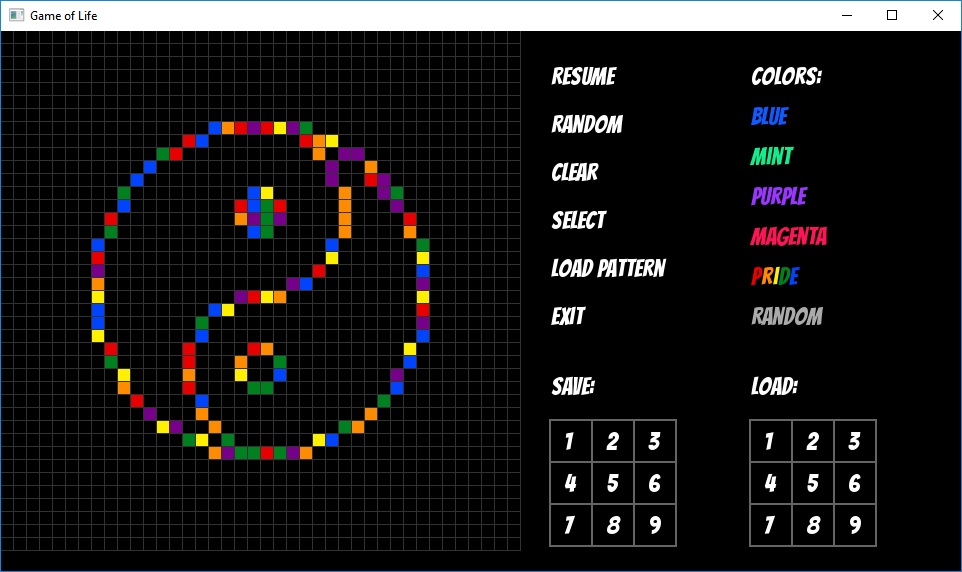 Game of Life
RESUME
RANDOM
CLEAR
SELECT
LOAD PATTERN
EXIT
COLORS:
BLUE
MINT
PURPLE
MAGENTA
PRIDE
RANDOM
SAVE:
1 2 3
4 5 6
7 8 9
LOAD:
1 2 3
4 5 6
7 8 9